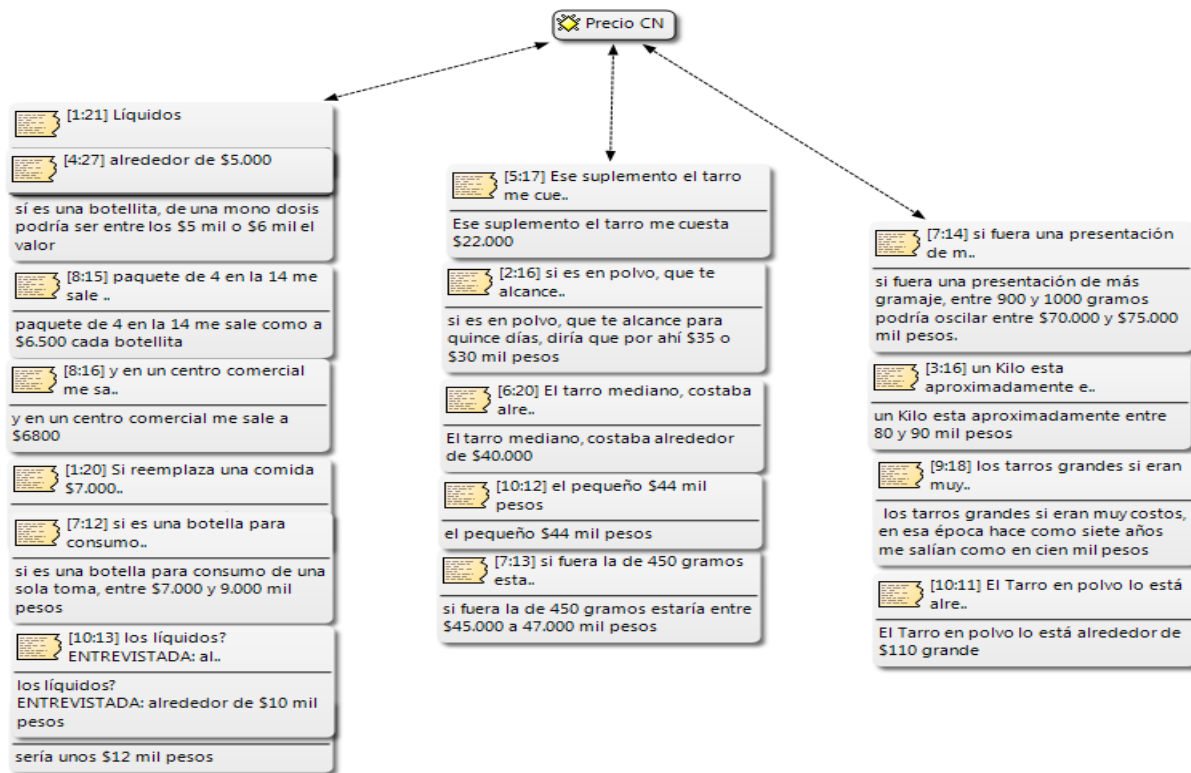 Precio CN
[1:21] Líquidos
[4:27] alrededor de $5.000
sí es una botellita, de una mono dosis
podría ser entre los $5 mil o $6 mil el
valor
[8:15] paquete de 4 en la 14 me
sale ..
paquete de 4 en la 14 me sale como a
$6.500 cada botellita
[8:16] y en un centro comercial
me sa..
y en un centro comercial me sale a
$6800
[1:20] Si reemplaza una comida
$7.000..
[7:12] si es una botella para
consumo..
si es una botella para consumo de una
sola toma, entre $7.000 y 9.000 mil
pesos
[10:13] los líquidos?
ENTREVISTADA: al..
los líquidos?
ENTREVISTADA: alrededor de $10 mil
pesos
sería unos $12 mil pesos
[5:17] Ese suplemento el tarro
me cue..
Ese suplemento el tarro me cuesta
$22.000
[2:16] si es en polvo, que te
alcance..
si es en polvo, que te alcance para
quince días, diría que por ahí $35 o
$30 mil pesos
[6:20] El tarro mediano, costaba
alre..
El tarro mediano, costaba alrededor
de $40.000
[10:12] el pequeño $44 mil
pesos
el pequeño $44 mil pesos
[7:13] si fuera la de 450 gramos
esta..
si fuera la de 450 gramos estaría entre
$45.000 a 47.000 mil pesos
[7:14] si fuera una presentación
de m..
si fuera una presentación de más
gramaje, entre 900 y 1000 gramos
podría oscilar entre $70.000 y $75.000
mil pesos.
[3:16] un Kilo esta
aproximadamente e..
un Kilo esta aproximadamente entre
80 y 90 mil pesos
[9:18] los tarros grandes si eran
muy..
los tarros grandes si eran muy costos,
en esa época hace como siete años
me salían como en cien mil pesos
[10:11] El Tarro en polvo lo está
alre..
El Tarro en polvo lo está alrededor de
$110 grande